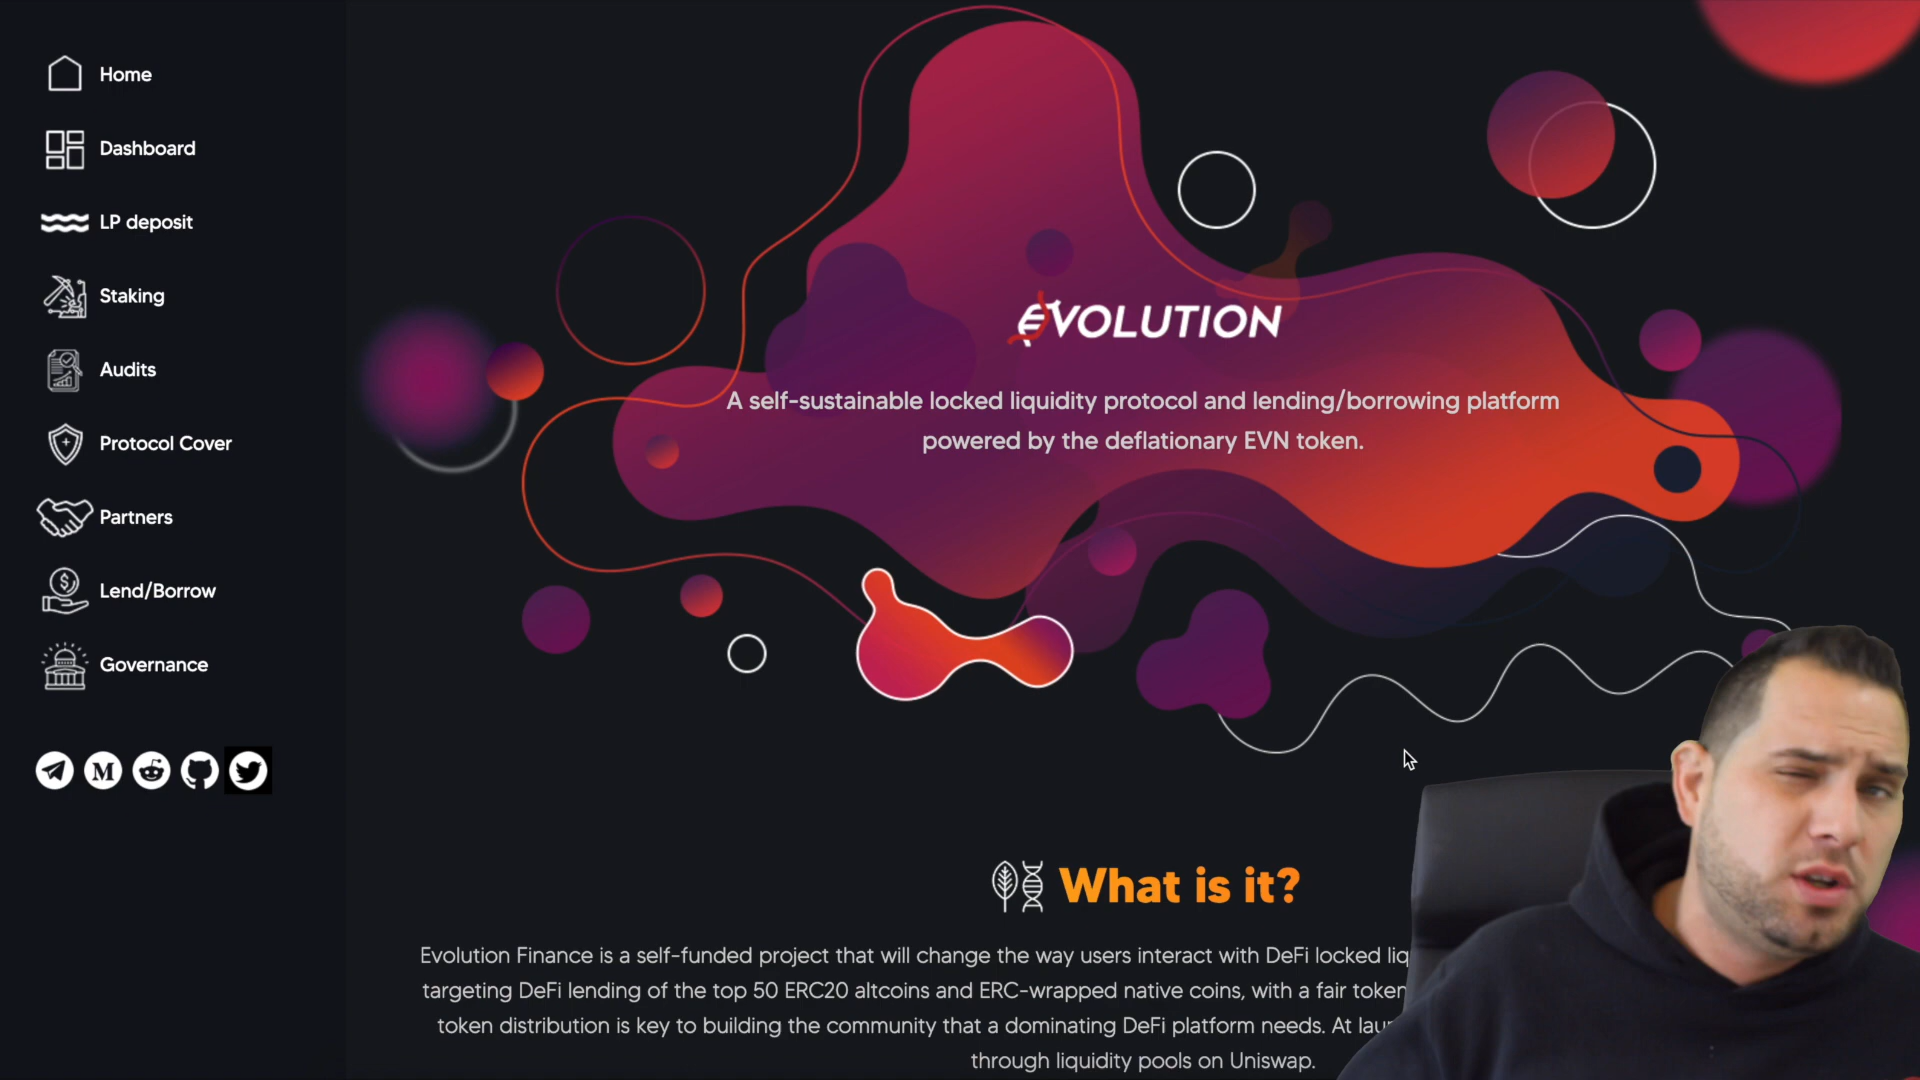 Home
Dashboard
LP deposit
Staking
Audits
Protocol Cover
Partners
Lend/Borrow
Governance
EVOLUTION
A self-sustainable locked liquidity protocol and lending/borrowing platform
powered by the deflationary EVN token.
What is it?
Evolution Finance is a self-funded project that will change the way users interact with DeFi locked liq
targeting DeFi lending of the top 50 ERC20 altcoins and ERC-wrapped native coins, with a fair token
token distribution is key to building the community that a dominating DeFi platform needs. At lau
through liquidity pools on Uniswap.